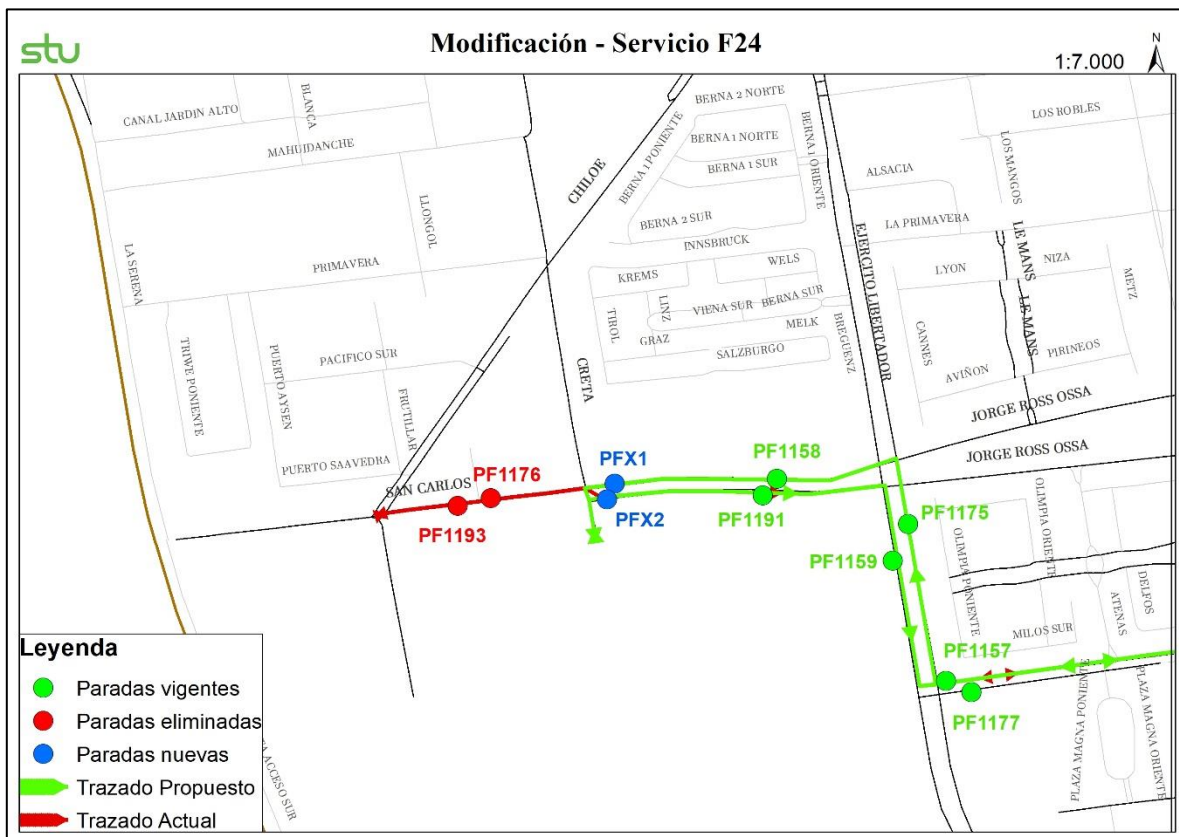 stu
Modificación - Servicio F24
N
1:7.000
CANAL JARDIN ALTO
BLANCA
MAHUIDANCHE
LLONGOL
LA SERENA
PRIMAVERA
TRIWE PONIENTE
PUERTO AYSEN
PACIFICO SUR
FRUTILLAR
PUERTO SAAVEDRA
SAN CARLOS
CHILOE
CRETA
BERNA 2 NORTE
BERNA 1 PONIENTE
BERNA 1 NORTE
BERNA 1 SUR
BERNA 1 ORIENTE
BERNA 2 SUR
INNSBRUCK
KREMS
WELS
TIROL
LINZ
VIENA SUR
BERNA SUR
GRAZ
MELK
SALZBURGO
BREGUENZ
EJERCITO LIBERTADOR
LOS ROBLES
LOS MANGOS
ALSACIA
LA PRIMAVERA
LE MANS
LYON
NIZA
METZ
LE MANS
CANNES
PIRINEOS
AVIÑON
JORGE ROSS OSSA
JORGE ROSS OSSA
PF1176
PF1193
PFX1
PFX2
PF1158
PF1191
PF1175
PF1159
PF1157
PF1177
OLIMPIA PONIENTE
OLIMPIA ORIENTE
MILOS SUR
ATENAS
DELFOS
PLAZA MAGNA PONIENTE
PLAZA MAGNA ORIENTE
ACCESO SUR
Leyenda
Paradas vigentes
Paradas eliminadas
Paradas nuevas
Trazado Propuesto
Trazado Actual